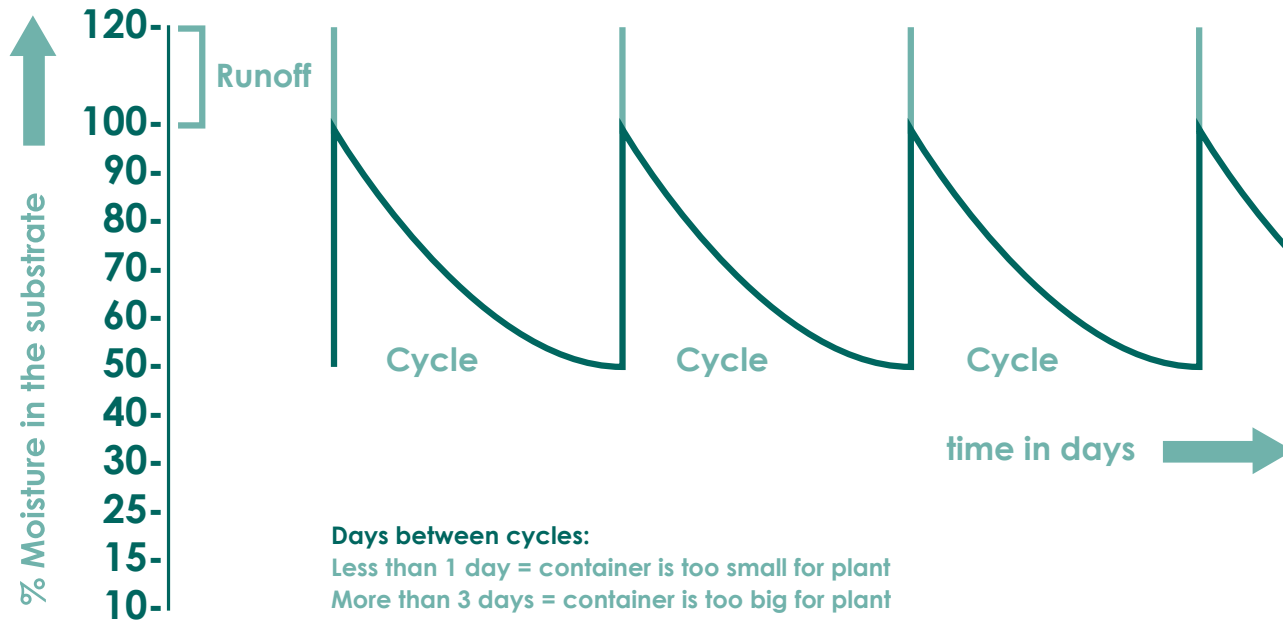 % Moisture in the substrate
120-
100-
90-
80-
70-
60-
50-
40-
30-
25-
15-
10-
Runoff
Cycle
Cycle
Cycle
time in days
Days between cycles:
Less than 1 day = container is too small for plant
More than 3 days = container is too big for plant